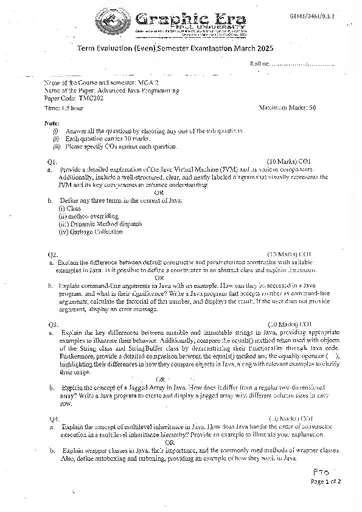 GEHU/04M/9.1.2
Graphic Era
HILL UNIVERSITY
Term Evaluation (Even) Semester Examination March 2025
Roll no
Name of the Course and semester: MCA 2
Name of the Paper: Advanced Java Programming
Paper Code: TMC202
Time: 1.5 hour Maximum Marks: 50
Note:
(i) Answer all the questions by choosing any one of the sub questions
(ii) Each question carries 10 marks.
(iii) Please specify COs against each question.
Q1. (10 Marks) CO1
a. Provide a detailed explanation of the Java Virtual Machine (JVM) and its various components.
Additionally, include a well-structured, clear, and neatly labeled diagram that visually represents the
JVM and its key components to enhance understanding
OR
b. Define any three terms in the context of Java:
(i) Class
(ii) method overriding
(iii) Dynamic Method dispatch
(iv) Garbage Collection
Q2. (10 Marks) CO1
a. Explain the difference between default constructor and parameterized constructor with suitable
examples in Java. Is it possible to define a constructor in an abstract class and explain the reason.
OR
b. Explain command-line arguments in Java with an example. How can they be accessed in a Java
program, and what is their significance? Write a Java program that accepts number as command-line
argument, calculate the factorial of that number, and displays the result. If the user does not provide
argument, display an error message.
Q3. (10 Marks) CO1
a. Explain the key differences between mutable and immutable strings in Java, providing appropriate
examples to illustrate their behavior. Additionally, compare the equals() method when used with objects
of the String class and StringBuffer class by demonstrating their functionality through Java code.
Furthermore, provide a detailed comparison between the equals() method and the equality operator ( ),
highlighting their differences in how they compare objects in Java, along with relevant examples to clarify
their usage.
OR
b. Explain the concept of a Jagged Array in Java. How does it differ from a regular two-dimensional
array? Write a Java program to create and display a jagged array with different column sizes in each
row.
Q4. (10 Marks) CO1
a. Explain the concept of multilevel inheritance in Java. How does Java handle the order of constructor
execution in a multilevel inheritance hierarchy? Provide an example to illustrate your explanation.
OR
b. Explain wrapper classes in Java, their importance, and the commonly used methods of wrapper classes.
Also, define autoboxing and unboxing, providing an example of how they work in Java.
PTO
Page 1 of 2